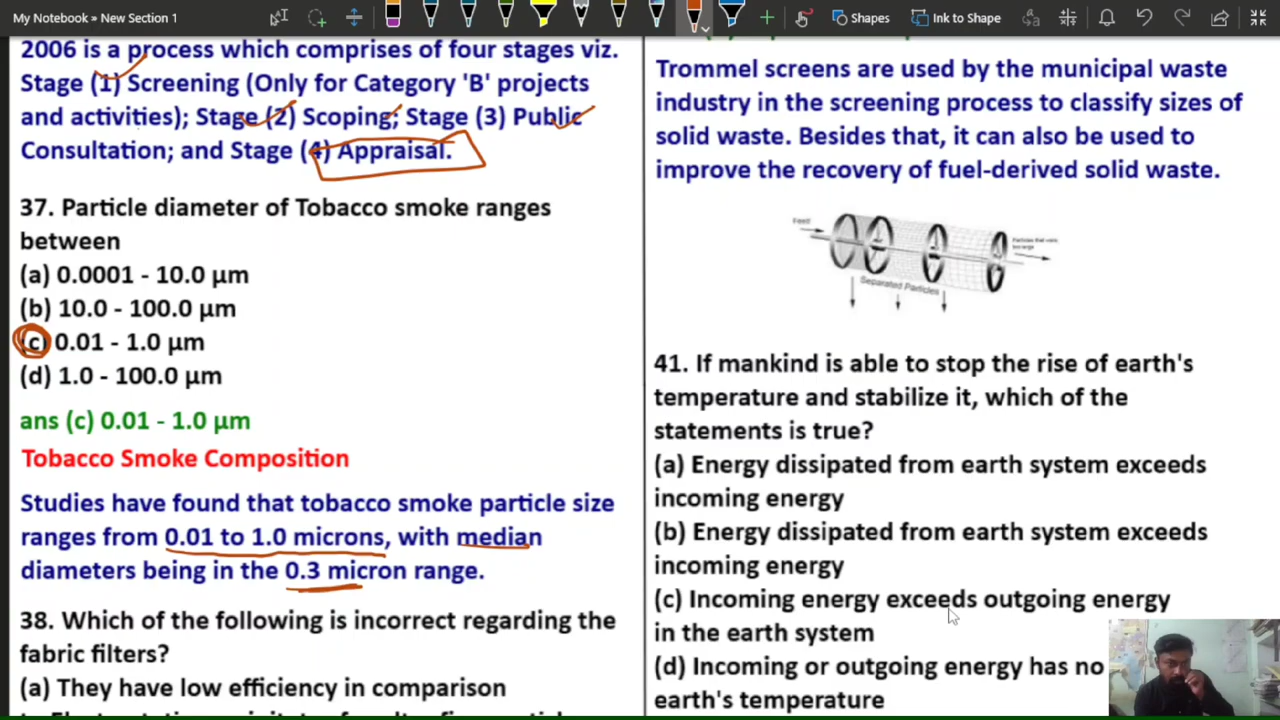 My Notebook » New Section 1
Shapes
Ink to Shape
2006 is a process which comprises of four stages viz.
Stage (1) Screening (Only for Category 'B' projects
and activities); Stage (2) Scoping; Stage (3) Public
Consultation; and Stage (4) Appraisal.
37. Particle diameter of Tobacco smoke ranges
between
(a) 0.0001 - 10.0 µm
(b) 10.0 - 100.0 µm
(c) 0.01 - 1.0 µm
(d) 1.0 - 100.0 µm
ans (c) 0.01 - 1.0 µm
Tobacco Smoke Composition
Studies have found that tobacco smoke particle size
ranges from 0.01 to 1.0 microns, with median
diameters being in the 0.3 micron range.
38. Which of the following is incorrect regarding the
fabric filters?
(a) They have low efficiency in comparison
Trommel screens are used by the municipal waste
industry in the screening process to classify sizes of
solid waste. Besides that, it can also be used to
improve the recovery of fuel-derived solid waste.
Feed
Particles that were
too large
Separated Particles
41. If mankind is able to stop the rise of earth's
temperature and stabilize it, which of the
statements is true?
(a) Energy dissipated from earth system exceeds
incoming energy
(b) Energy dissipated from earth system exceeds
incoming energy
(c) Incoming energy exceeds outgoing energy
in the earth system
(d) Incoming or outgoing energy has no
earth's temperature